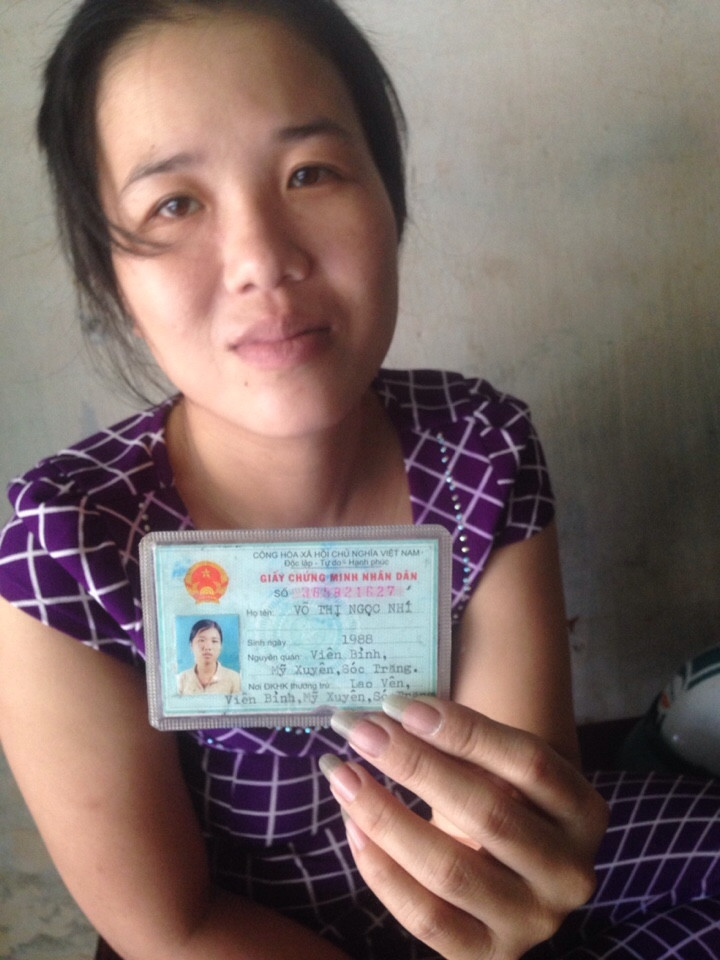 CỘNG HÒA XÃ HỘI CHỦ NGHĨA VIỆT NAM
Độc lập - Tự do - Hạnh phúc
GIẤY CHỨNG MINH NHÂN DÂN
SỐ 365821627
Họ tên: VÕ THỊ NGỌC NHÍ
Sinh ngày 1988
Nguyên quán Viên Bình,
Mỹ Xuyên,Sóc Trăng.
Nơi ĐKHK thường trú Lao Vên,
Viên Bình,Mỹ Xuyên,Sóc Trăng